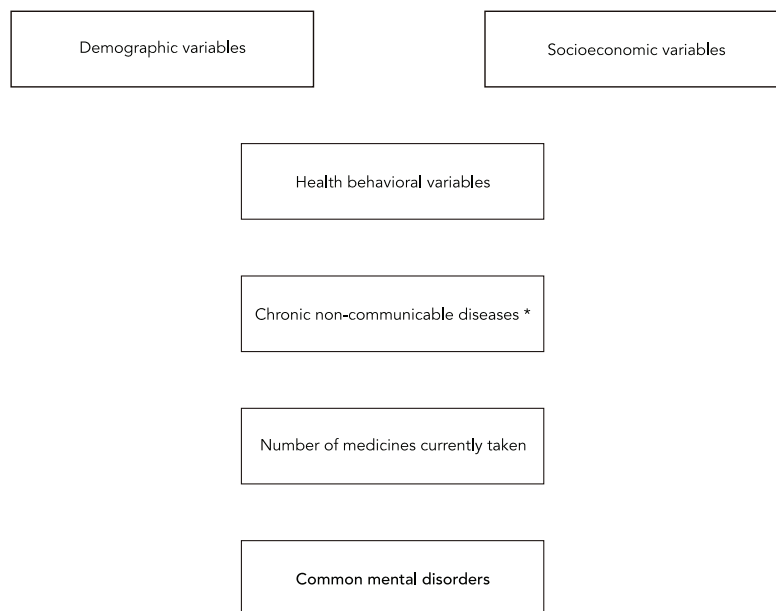 Demographic variables
Socioeconomic variables
Health behavioral variables
Chronic non-communicable diseases *
Number of medicines currently taken
Common mental disorders